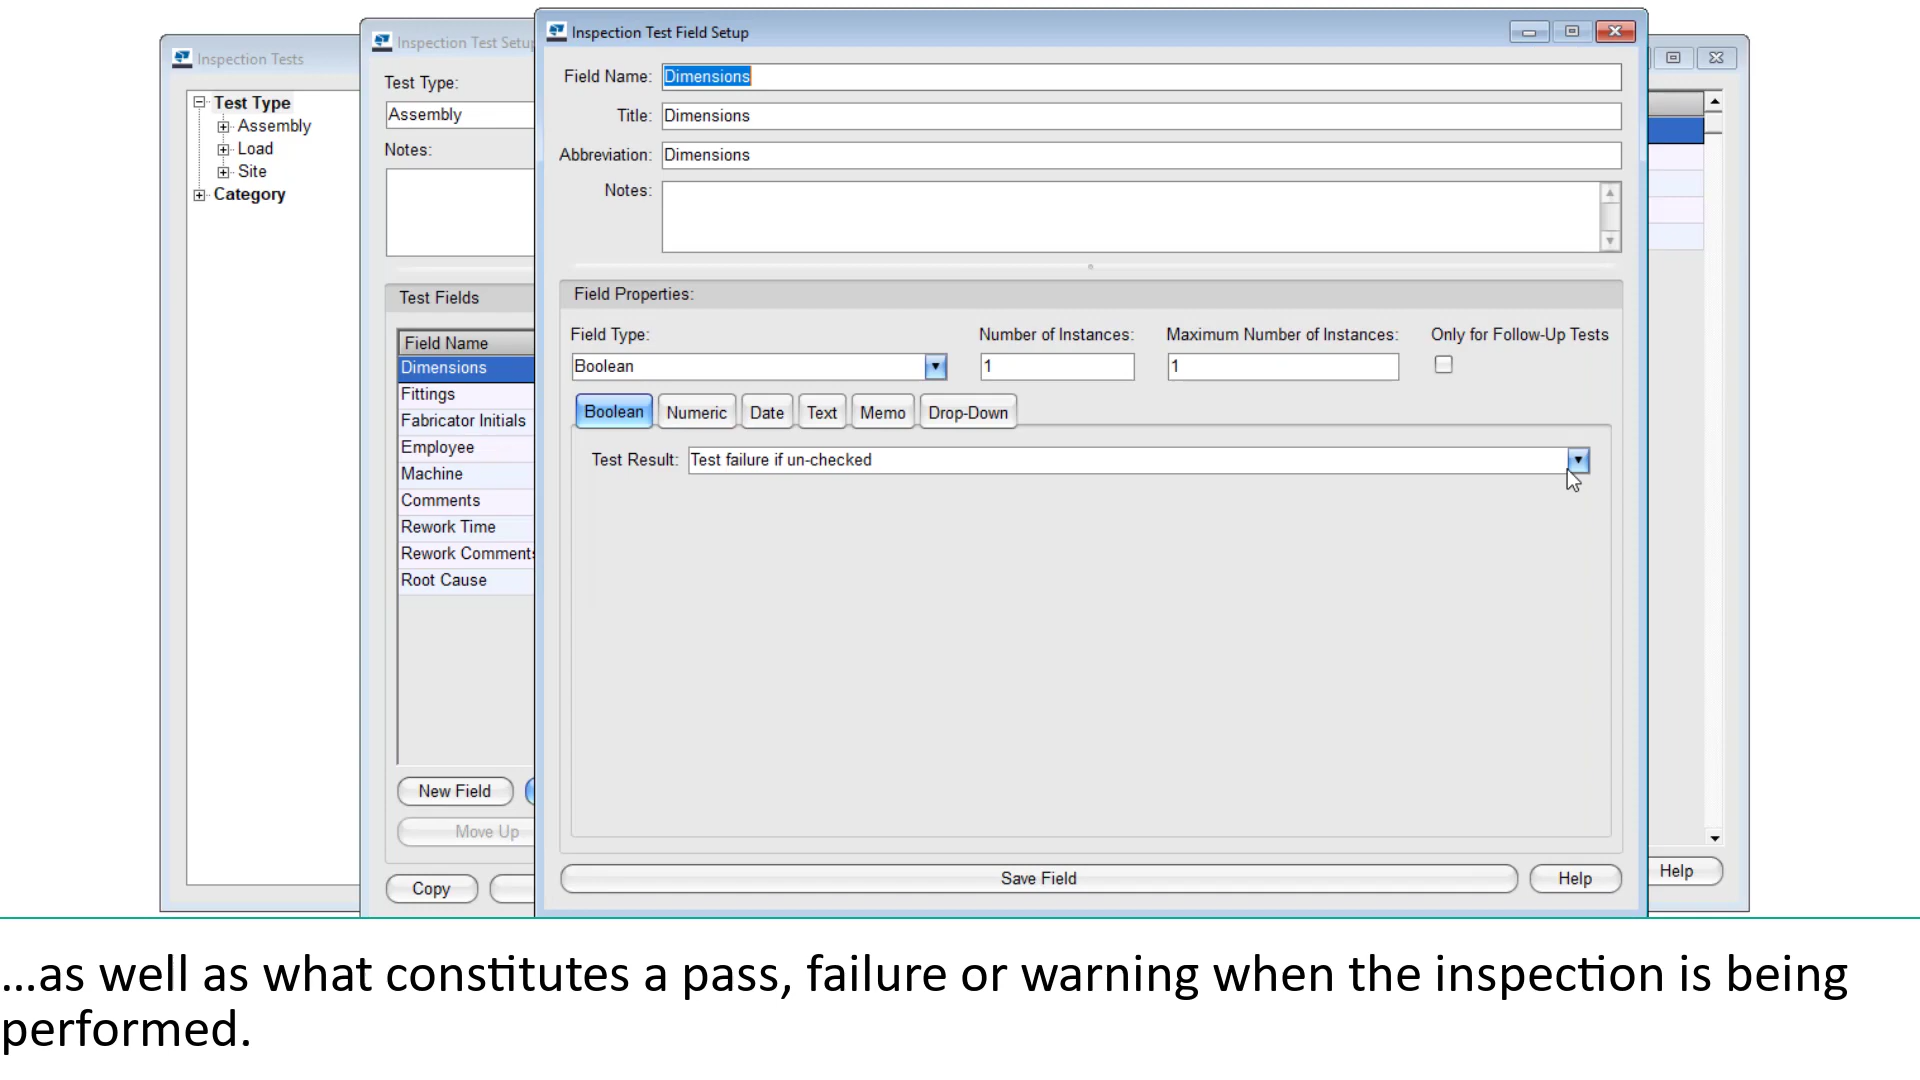 Inspection Tests
Test Type
Assembly
Load
Site
Category
Inspection Test Setu
Test Type:
Assembly
Notes:
Test Fields
Field Name
Dimensions
Fittings
Fabricator Initials
Employee
Machine
Comments
Rework Time
Rework Comments
Root Cause
New Field
Move Up
Copy
Inspection Test Field Setup
Field Name: Dimensions
Title: Dimensions
Abbreviation: Dimensions
Notes:
Field Properties:
Field Type: Number of Instances: Maximum Number of Instances: Only for Follow-Up Tests
Boolean 1 1
Boolean Numeric Date Text Memo Drop-Down
Test Result: Test failure if un-checked
Save Field Help
Help
...as well as what constitutes a pass, failure or warning when the inspection is being
performed.